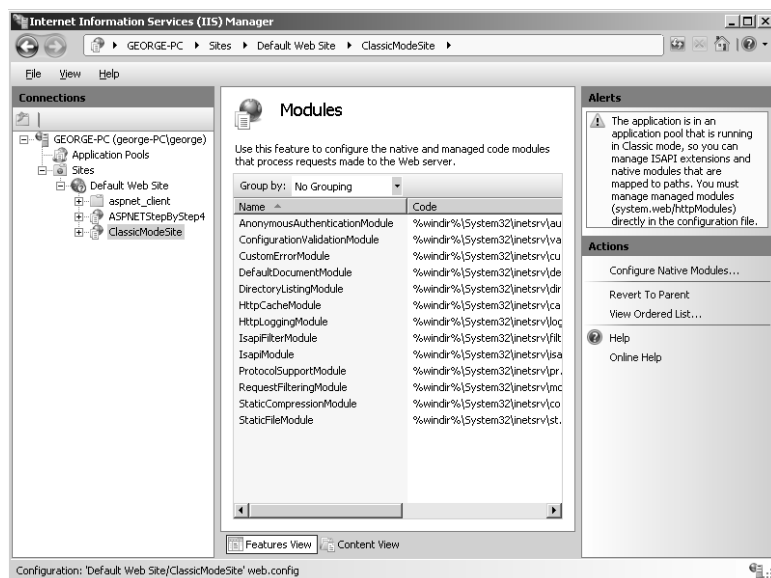 Internet Information Services (IIS) Manager
GEORGE-PC
Sites
Default Web Site
ClassicModeSite
File View Help
Connections
GEORGE-PC (george-PC\george)
Application Pools
Sites
Default Web Site
aspnet_client
ASPNETStepByStep4
ClassicModeSite
Modules
Use this feature to configure the native and managed code modules
that process requests made to the Web server.
Group by: No Grouping
Name Code
AnonymousAuthenticationModule %windir%\System32\inetsrv\au
ConfigurationValidationModule %windir%\System32\inetsrv\va
CustomErrorModule %windir%\System32\inetsrv\cu
DefaultDocumentModule %windir%\System32\inetsrv\de
DirectoryListingModule %windir%\System32\inetsrv\dir
HttpCacheModule %windir%\System32\inetsrv\ca
HttpLoggingModule %windir%\System32\inetsrv\log
IsapiFilterModule %windir%\System32\inetsrv\filt
IsapiModule %windir%\System32\inetsrv\isa
ProtocolSupportModule %windir%\System32\inetsrv\pr.
RequestFilteringModule %windir%\System32\inetsrv\mo
StaticCompressionModule %windir%\System32\inetsrv\co
StaticFileModule %windir%\System32\inetsrv\st.
Features View
Content View
Alerts
The application is in an
application pool that is running
in Classic mode, so you can
manage ISAPI extensions and
native modules that are
mapped to paths. You must
manage managed modules
(system.web/httpModules)
directly in the configuration file.
Actions
Configure Native Modules...
Revert To Parent
View Ordered List...
Help
Online Help
Configuration: 'Default Web Site/ClassicModeSite' web.config